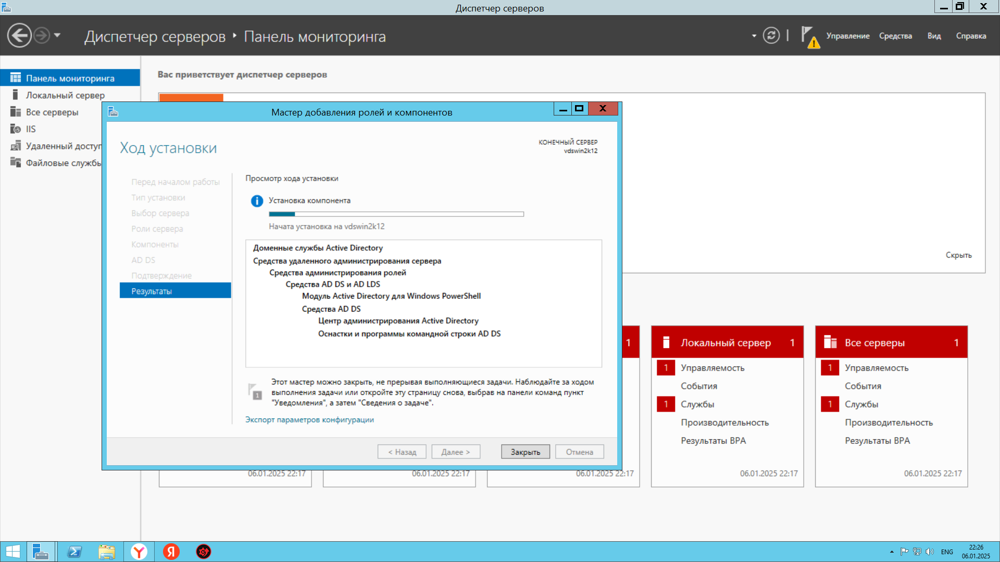 Диспетчер серверов
Диспетчер серверов ‣ Панель мониторинга
Управление
Средства
Вид
Справка
Панель мониторинга
Локальный сервер
Все серверы
IIS
Удаленный доступ
Файловые службы
Вас приветствует диспетчер серверов
Скрыть
Мастер добавления ролей и компонентов
Ход установки
КОНЕЧНЫЙ СЕРВЕР
vdswin2k12
Перед началом работы
Тип установки
Выбор сервера
Роли сервера
Компоненты
AD DS
Подтверждение
Результаты
Просмотр хода установки
Установка компонента
Начата установка на vdswin2k12
Доменные службы Active Directory
Средства удаленного администрирования сервера
Средства администрирования ролей
Средства AD DS и AD LDS
Модуль Active Directory для Windows PowerShell
Средства AD DS
Центр администрирования Active Directory
Оснастки и программы командной строки AD DS
1
Этот мастер можно закрыть, не прерывая выполняющиеся задачи. Наблюдайте за ходом
выполнения задачи или откройте эту страницу снова, выбрав на панели команд пункт
"Уведомления", а затем "Сведения о задаче".
Экспорт параметров конфигурации
< Назад
Далее >
Закрыть
Отмена
1
Локальный сервер 1
1 Управляемость
События
1 Службы
Производительность
Результаты BPA
06.01.2025 22:17
Все серверы 1
1 Управляемость
События
1 Службы
Производительность
Результаты BPA
06.01.2025 22:17
06.01.2025 22:17
06.01.2025 22:17
06.01.2025 22:17
Я
ENG
22:26
06.01.2025